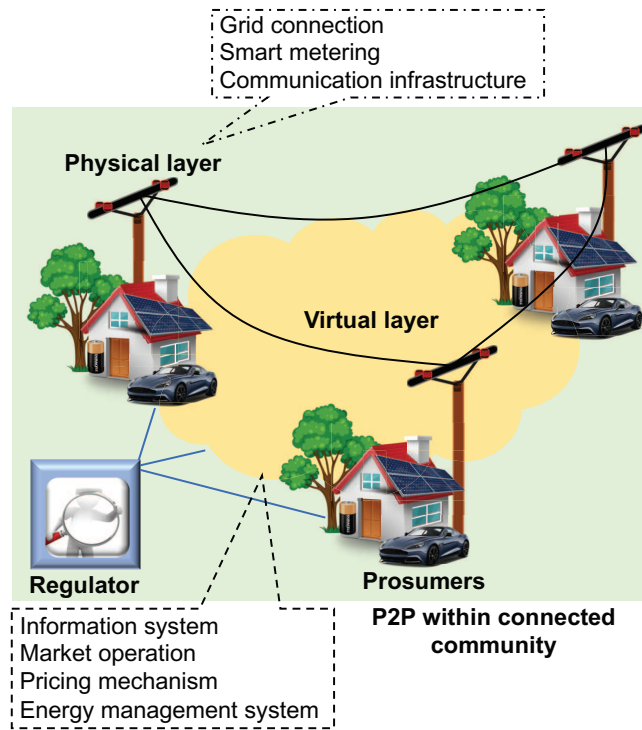 Grid connection
Smart metering
Communication infrastructure
Physical layer
Virtual layer
Regulator
Prosumers
P2P within connected
community
Information system
Market operation
Pricing mechanism
Energy management system